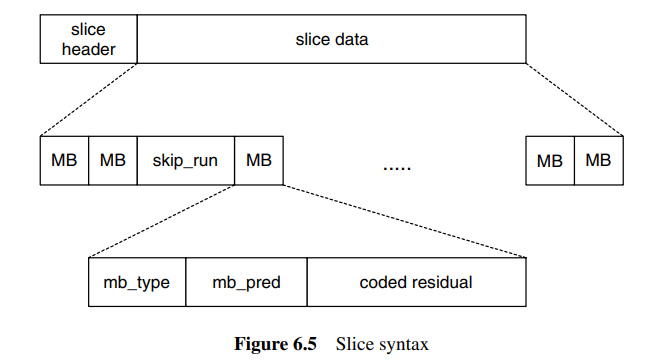 slice
header
slice data
MB MB skip_run MB ..... MB MB
mb_type mb_pred coded residual
Figure 6.5 Slice syntax